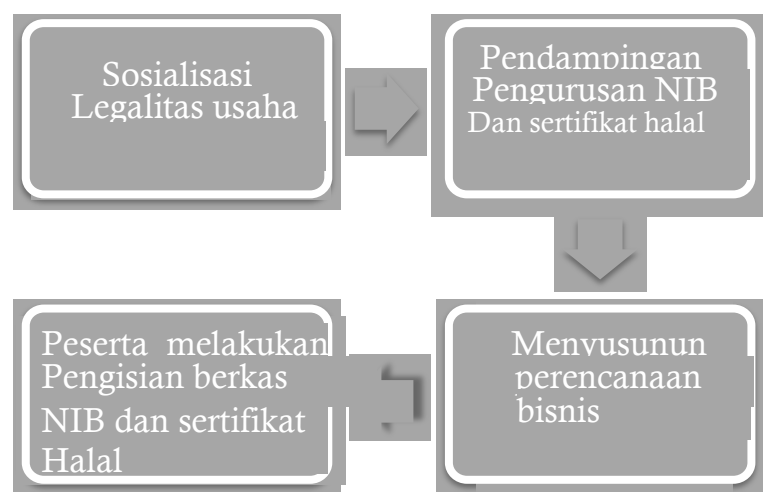 Sosialisasi
Legalitas usaha
Pendampingan
Pengurusan NIB
Dan sertifikat halal
Peserta melakukan
Pengisian berkas
NIB dan sertifikat
Halal
Menyusunun
perencanaan
bisnis